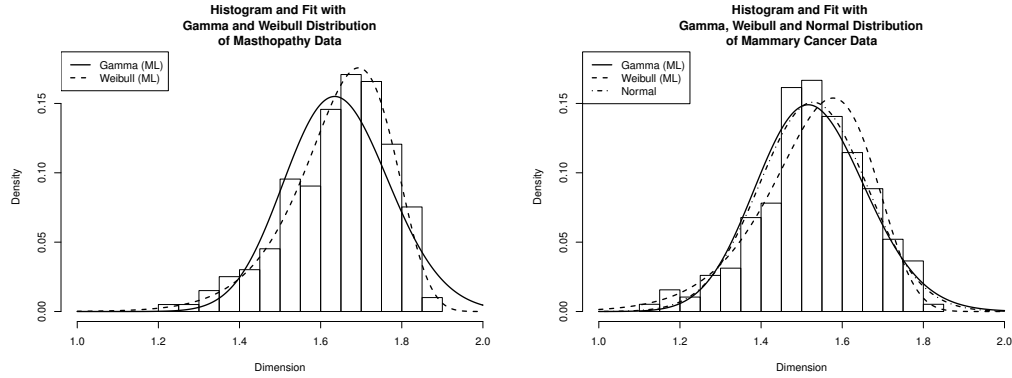 Histogram and Fit with
Gamma and Weibull Distribution
of Masthopathy Data
Gamma (ML)
Weibull (ML)
Density
0.15
0.10
0.05
0.00
1.0 1.2 1.4 1.6 1.8 2.0
Dimension
Histogram and Fit with
Gamma, Weibull and Normal Distribution
of Mammary Cancer Data
Gamma (ML)
Weibull (ML)
Normal
Density
0.15
0.10
0.05
0.00
1.0 1.2 1.4 1.6 1.8 2.0
Dimension